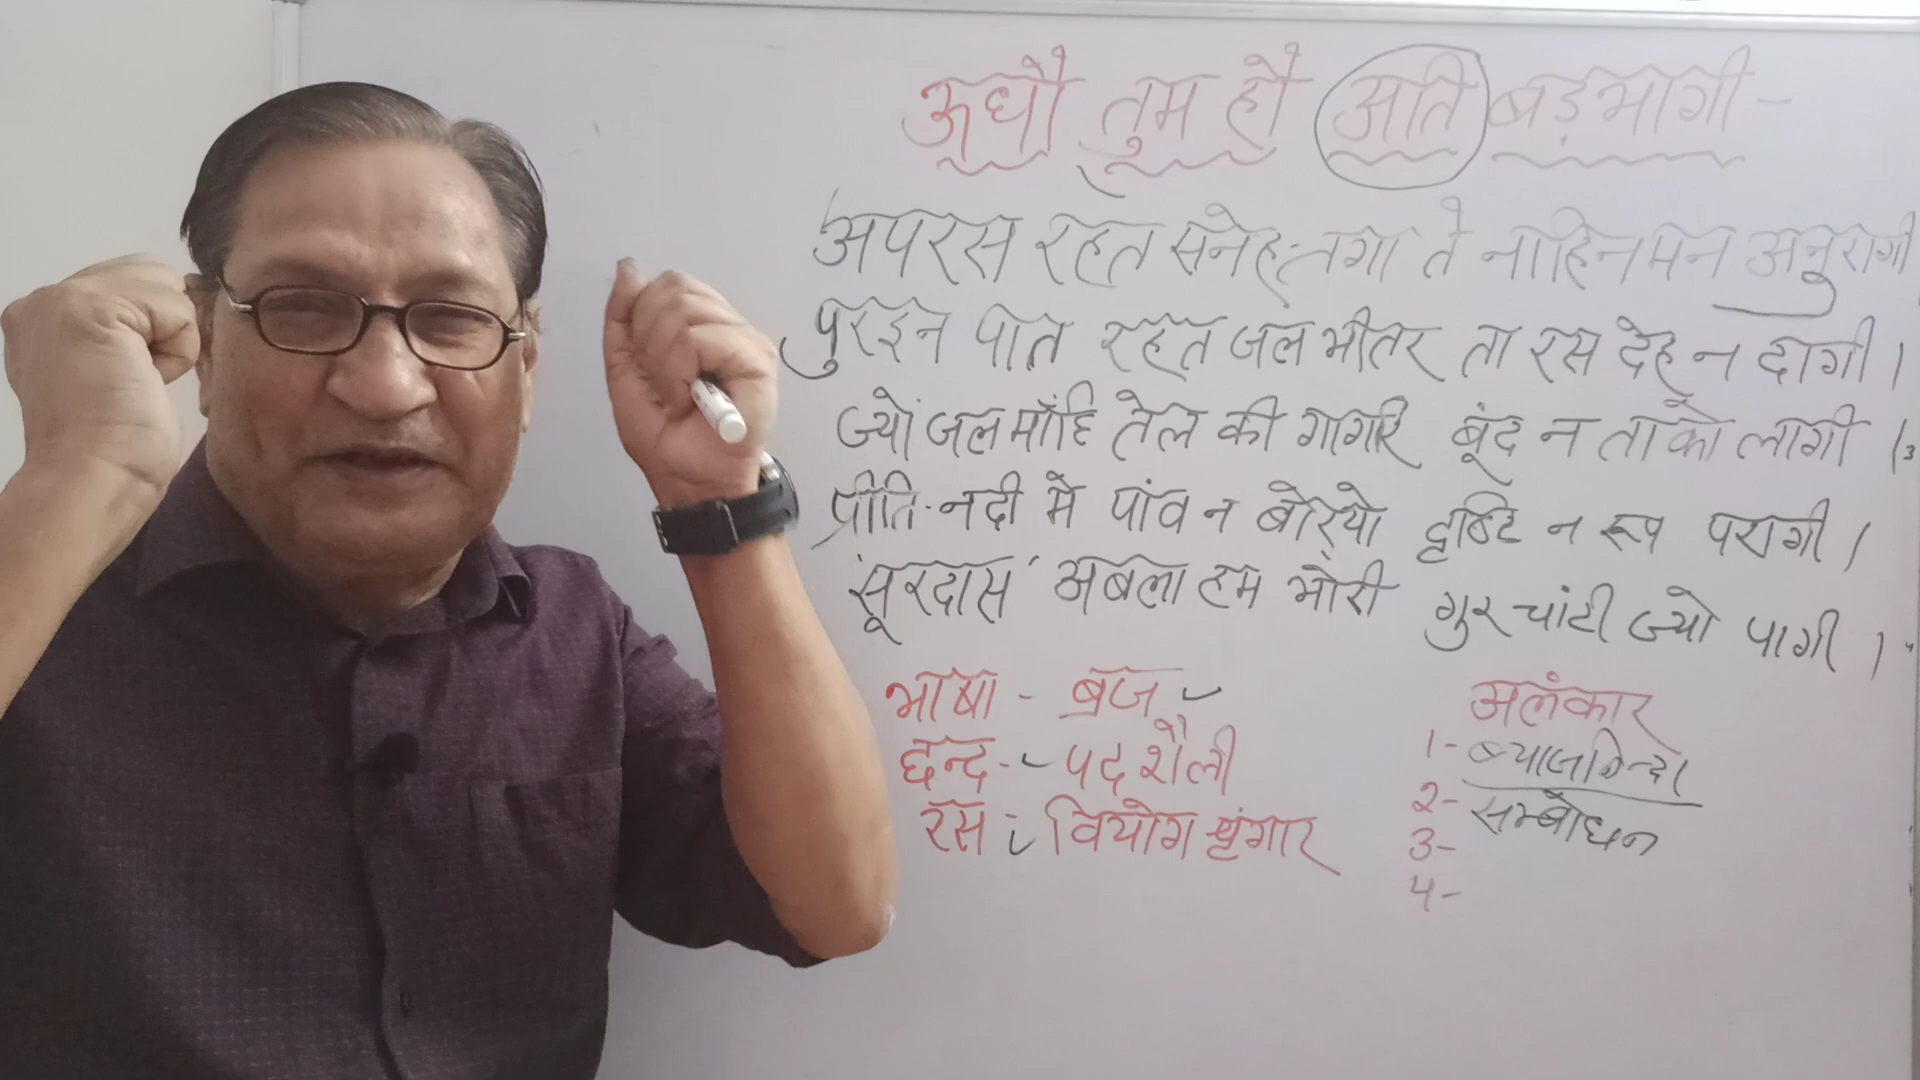 ऊधौ तुम हौ अति बड़भागी -
अपरस रहत सनेह-तगा तें नाहिन मन अनुरागी
पुरइन पात रहत जल भीतर ता रस देह न दागी।
ज्यों जल माँहि तेल की गागरि बूंद न ताकों लागी।
प्रीति-नदी में पांव न बोर्यो दृष्टि न रूप परागी।
'सूरदास' अबला हम भोरी गुर चांटी ज्यों पागी।
भाषा - ब्रज
छन्द - पद शैली
रस : वियोग श्रृंगार
अलंकार
1- ब्याजनिन्दा
2- सम्बोधन
3-
4-